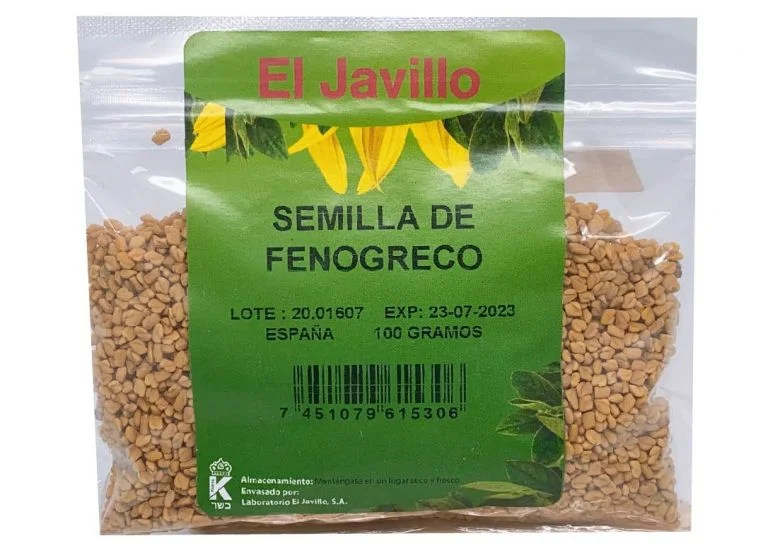 El Javillo
SEMILLA DE
FENOGRECO
LOTE : 20.01607 EXP: 23-07-2023
ESPAÑA 100 GRAMOS
7 451079 615306
K
כשר
Almacenamiento: Manténgase en un lugar seco y fresco
Envasado por:
Laboratorio El Javillo, S.A.